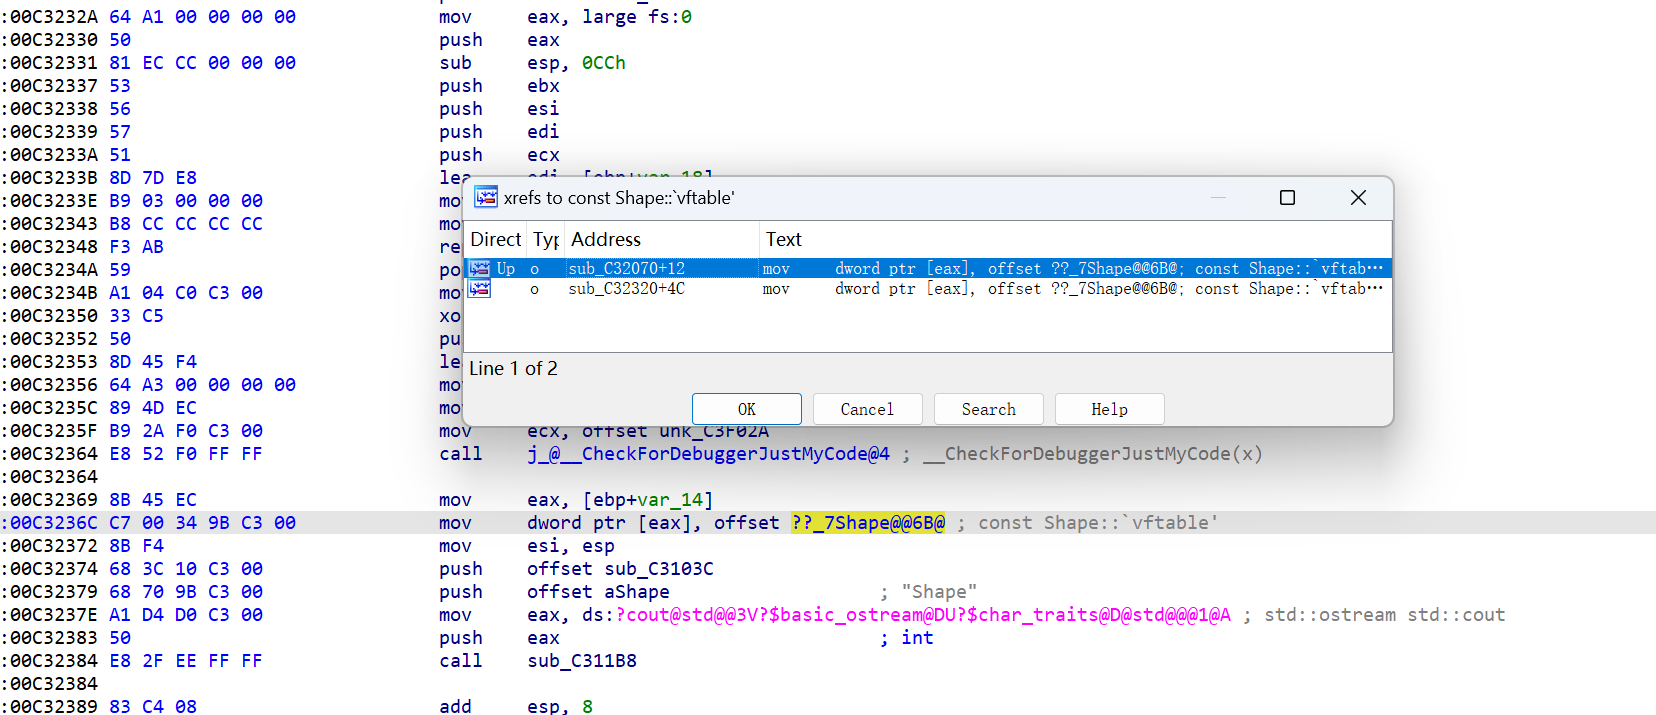 :00C3232A 64 A1 00 00 00 00 mov eax, large fs:0
:00C32330 50 push eax
:00C32331 81 EC CC 00 00 00 sub esp, 0CCh
:00C32337 53 push ebx
:00C32338 56 push esi
:00C32339 57 push edi
:00C3233A 51 push ecx
:00C3233B 8D 7D E8 lea edi, [ebp+var_18]
:00C3233E B9 03 00 00 00 mo
:00C32343 B8 CC CC CC CC mo
:00C32348 F3 AB re
:00C3234A 59 po
:00C3234B A1 04 C0 C3 00 mo
:00C32350 33 C5 xo
:00C32352 50 pu
:00C32353 8D 45 F4 le
:00C32356 64 A3 00 00 00 00 mo
:00C3235C 89 4D EC mo
:00C3235F B9 2A F0 C3 00 mov ecx, offset unk_C3F02A
:00C32364 E8 52 F0 FF FF call j_@__CheckForDebuggerJustMyCode@4 ; __CheckForDebuggerJustMyCode(x)
:00C32364
:00C32369 8B 45 EC mov eax, [ebp+var_14]
:00C3236C C7 00 34 9B C3 00 mov dword ptr [eax], offset ??_7Shape@@6B@ ; const Shape::`vftable'
:00C32372 8B F4 mov esi, esp
:00C32374 68 3C 10 C3 00 push offset sub_C3103C
:00C32379 68 70 9B C3 00 push offset aShape ; "Shape"
:00C3237E A1 D4 D0 C3 00 mov eax, ds:?cout@std@@3V?$basic_ostream@DU?$char_traits@D@std@@@1@A ; std::ostream std::cout
:00C32383 50 push eax ; int
:00C32384 E8 2F EE FF FF call sub_C311B8
:00C32384
:00C32389 83 C4 08 add esp, 8
xrefs to const Shape::`vftable'
Direct Typ Address Text
Up o sub_C32070+12 mov dword ptr [eax], offset ??_7Shape@@6B@; const Shape::`vftab…
o sub_C32320+4C mov dword ptr [eax], offset ??_7Shape@@6B@; const Shape::`vftab…
Line 1 of 2
OK Cancel Search Help